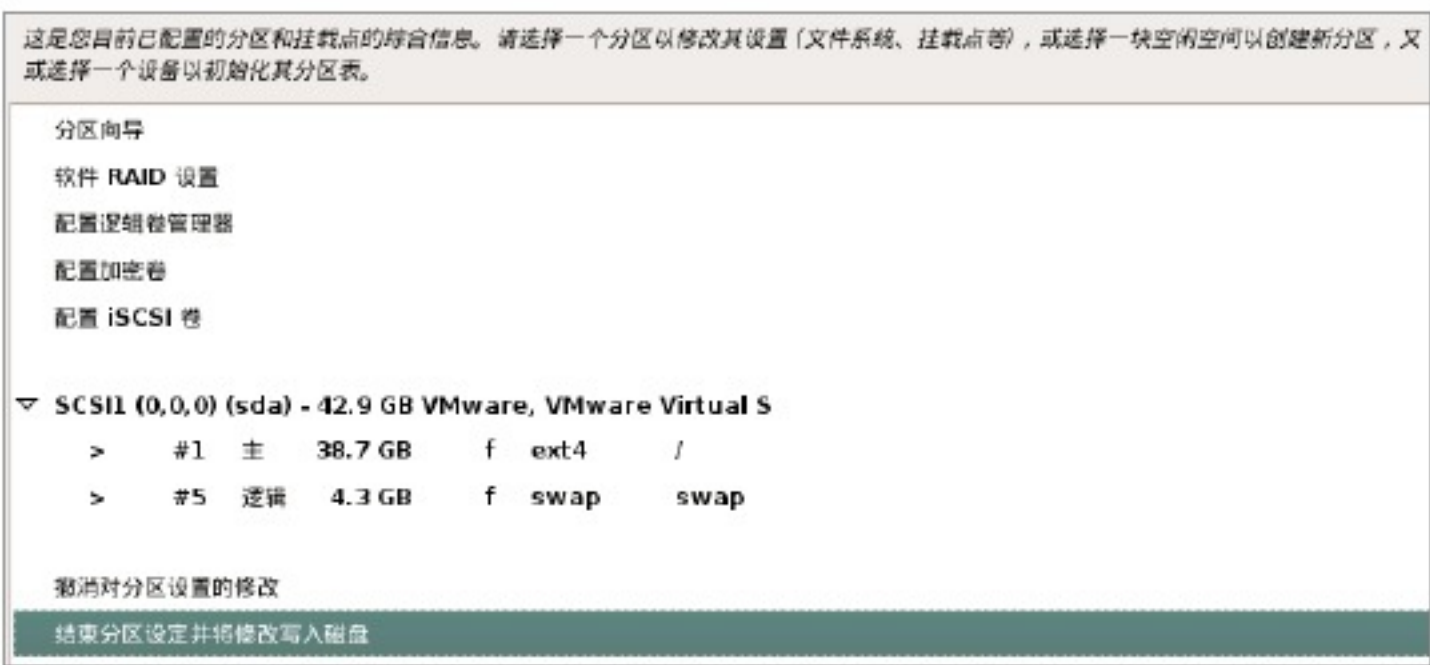 这是您目前已配置的分区和挂载点的综合信息。请选择一个分区以修改其设置（文件系统、挂载点等），或选择一块空闲空间以创建新分区，又
或选择一个设备以初始化其分区表。
分区向导
软件 RAID 设置
配置逻辑卷管理器
配置加密卷
配置 iSCSI 卷
▽ SCSI1 (0,0,0) (sda) - 42.9 GB VMware, VMware Virtual S
> #1 主 38.7 GB f ext4 /
> #5 逻辑 4.3 GB f swap swap
撤消对分区设置的修改
结束分区设定并将修改写入磁盘